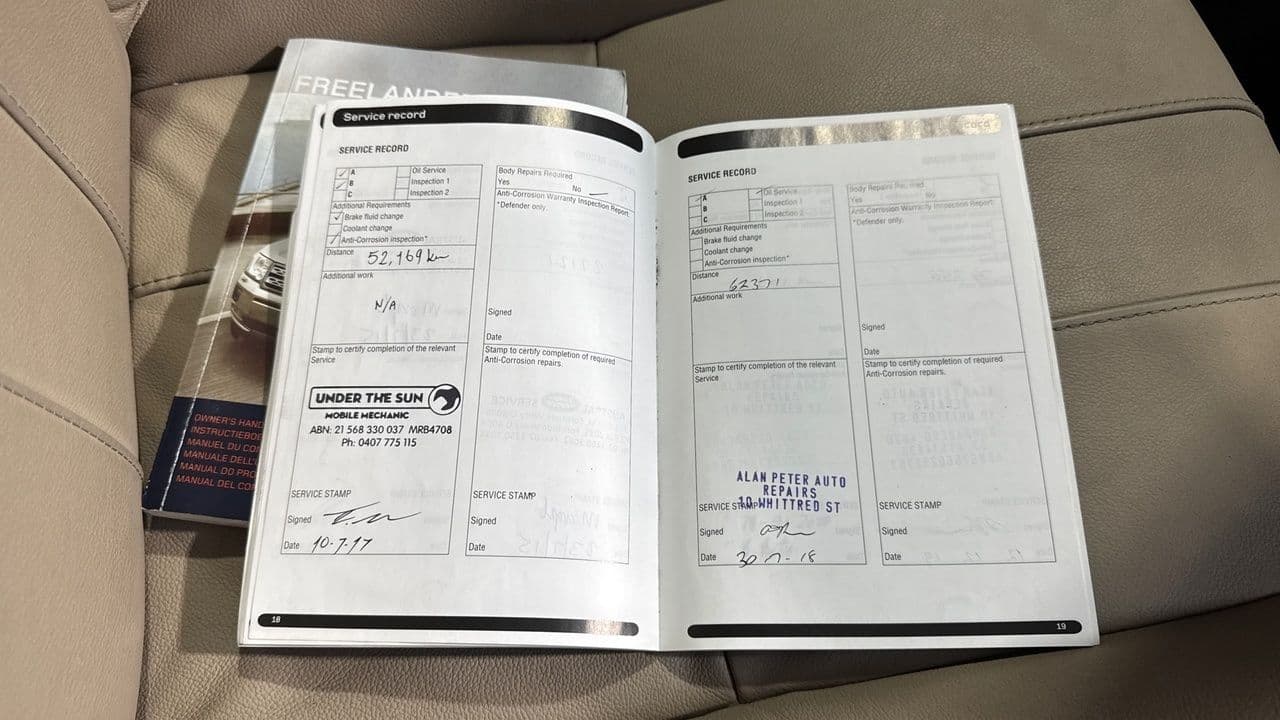 FREELANDE
OWNER'S HAND
INSTRUCTIEBOE
MANUEL DU CO
MANUALE DELL'
MANUAL DO PRO
MANUAL DEL CO
Service record
SERVICE RECORD
A Oil Service
B Inspection 1
C Inspection 2
Additional Requirements
Brake fluid change
Coolant change
Anti-Corrosion inspection*
Distance 52,169 km
Additional work
N/A
Stamp to certify completion of the relevant
Service
UNDER THE SUN
MOBILE MECHANIC
ABN: 21 568 330 037 MRB4708
Ph: 0407 775 115
SERVICE STAMP
Signed
Date 10-7-17
Body Repairs Required
Yes No
Anti-Corrosion Warranty Inspection Report
*Defender only.
Signed
Date
Stamp to certify completion of required
Anti-Corrosion repairs.
SERVICE STAMP
Signed
Date
18
SERVICE RECORD
A Oil Service
B Inspection 1
C Inspection 2
Additional Requirements
Brake fluid change
Coolant change
Anti-Corrosion inspection*
Distance
62371
Additional work
Stamp to certify completion of the relevant
Service
ALAN PETER AUTO
REPAIRS
10 WHITTRED ST
SERVICE STAMP
Signed
Date 30 - 18
Body Repairs Required
Yes No
Anti-Corrosion Warranty Inspection Report
*Defender only.
Signed
Date
Stamp to certify completion of required
Anti-Corrosion repairs.
SERVICE STAMP
Signed
Date
19